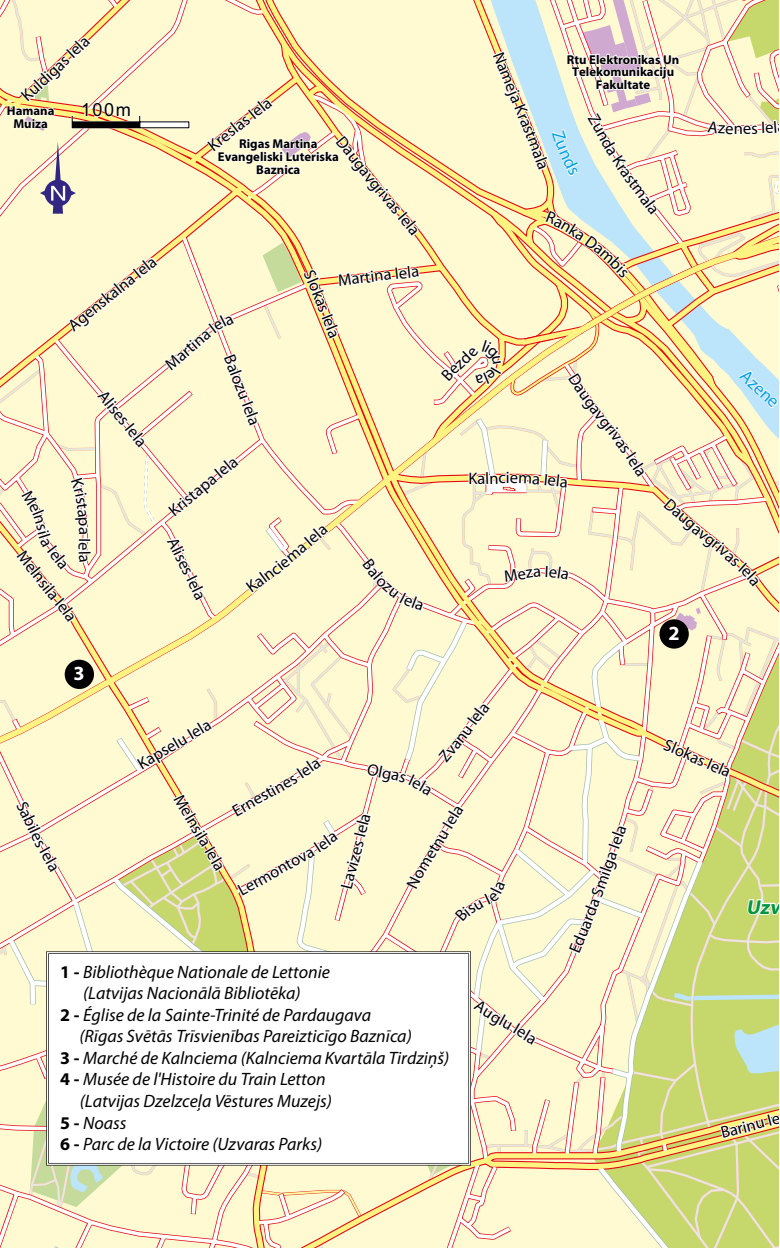 Kuldigas Iela
Hamana
Muiza
100m
N
Kreslas Iela
Rigas Martina
Evangeliski Luteriska
Baznica
Daugavgrivas Iela
Nameja Krastmala
Zunds
Rtu Elektronikas Un
Telekomunikaciju
Fakultate
Zunda Krastmala
Azenes Iela
Ranka Dambis
Agenskalna Iela
Slokas Iela
Martina Iela
Martina Iela
Balozu Iela
Bezde ligu
Iela
Azene
Alises Iela
Daugavgrivas Iela
Kristapa Iela
Kristapa Iela
Kalnciema Iela
Melnsila Iela
Melnsila Iela
Alises Iela
Kalnciema Iela
Balozu Iela
Meza Iela
Daugavgrivas Iela
2
3
Kapselu Iela
Zvanu Iela
Slokas Iela
Ernestines Iela
Olgas Iela
Sabiles Iela
Melnsila Iela
Lermontova Iela
Lavizes Iela
Nometnu Iela
Bisu Iela
Eduarda Smilga Iela
Uzv
Auglu Iela
Barinu Ie
1 - Bibliothèque Nationale de Lettonie
(Latvijas Nacionālā Bibliotēka)
2 - Église de la Sainte-Trinité de Pardaugava
(Rīgas Svētās Trīsvienības Pareizticīgo Baznīca)
3 - Marché de Kalnciema (Kalnciema Kvartāla Tirdziņš)
4 - Musée de l'Histoire du Train Letton
(Latvijas Dzelzceļa Vēstures Muzejs)
5 - Noass
6 - Parc de la Victoire (Uzvaras Parks)